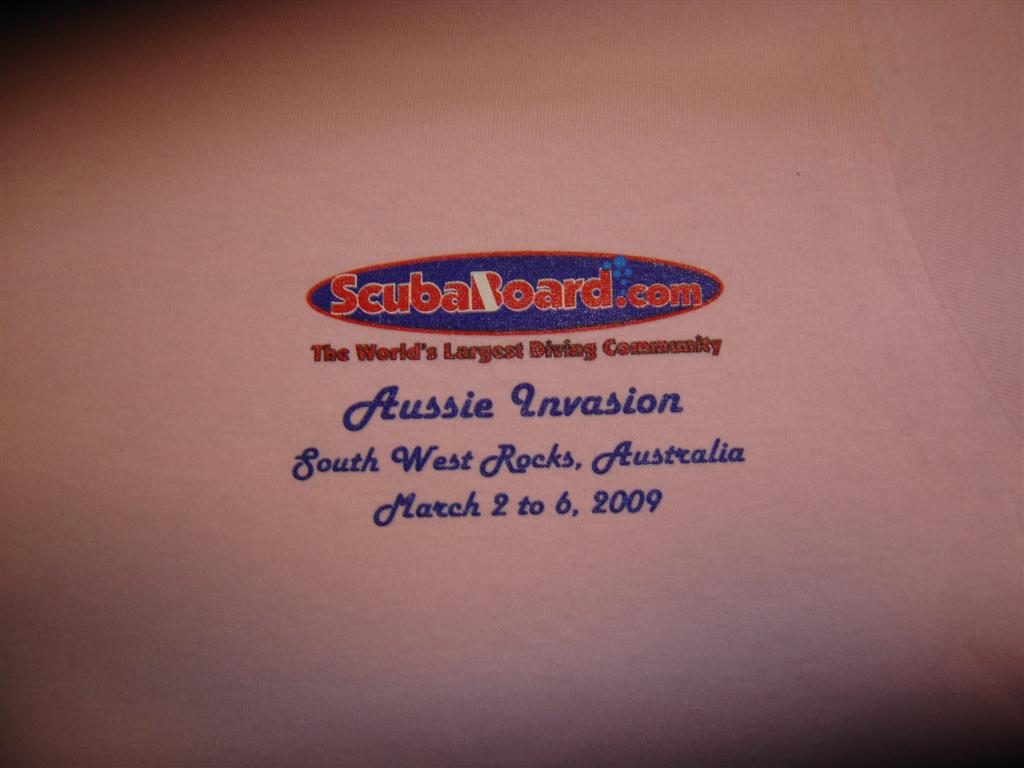 ScubaBoard.com
The World's Largest Diving Community
Aussie Invasion
South West Rocks, Australia
March 2 to 6, 2009